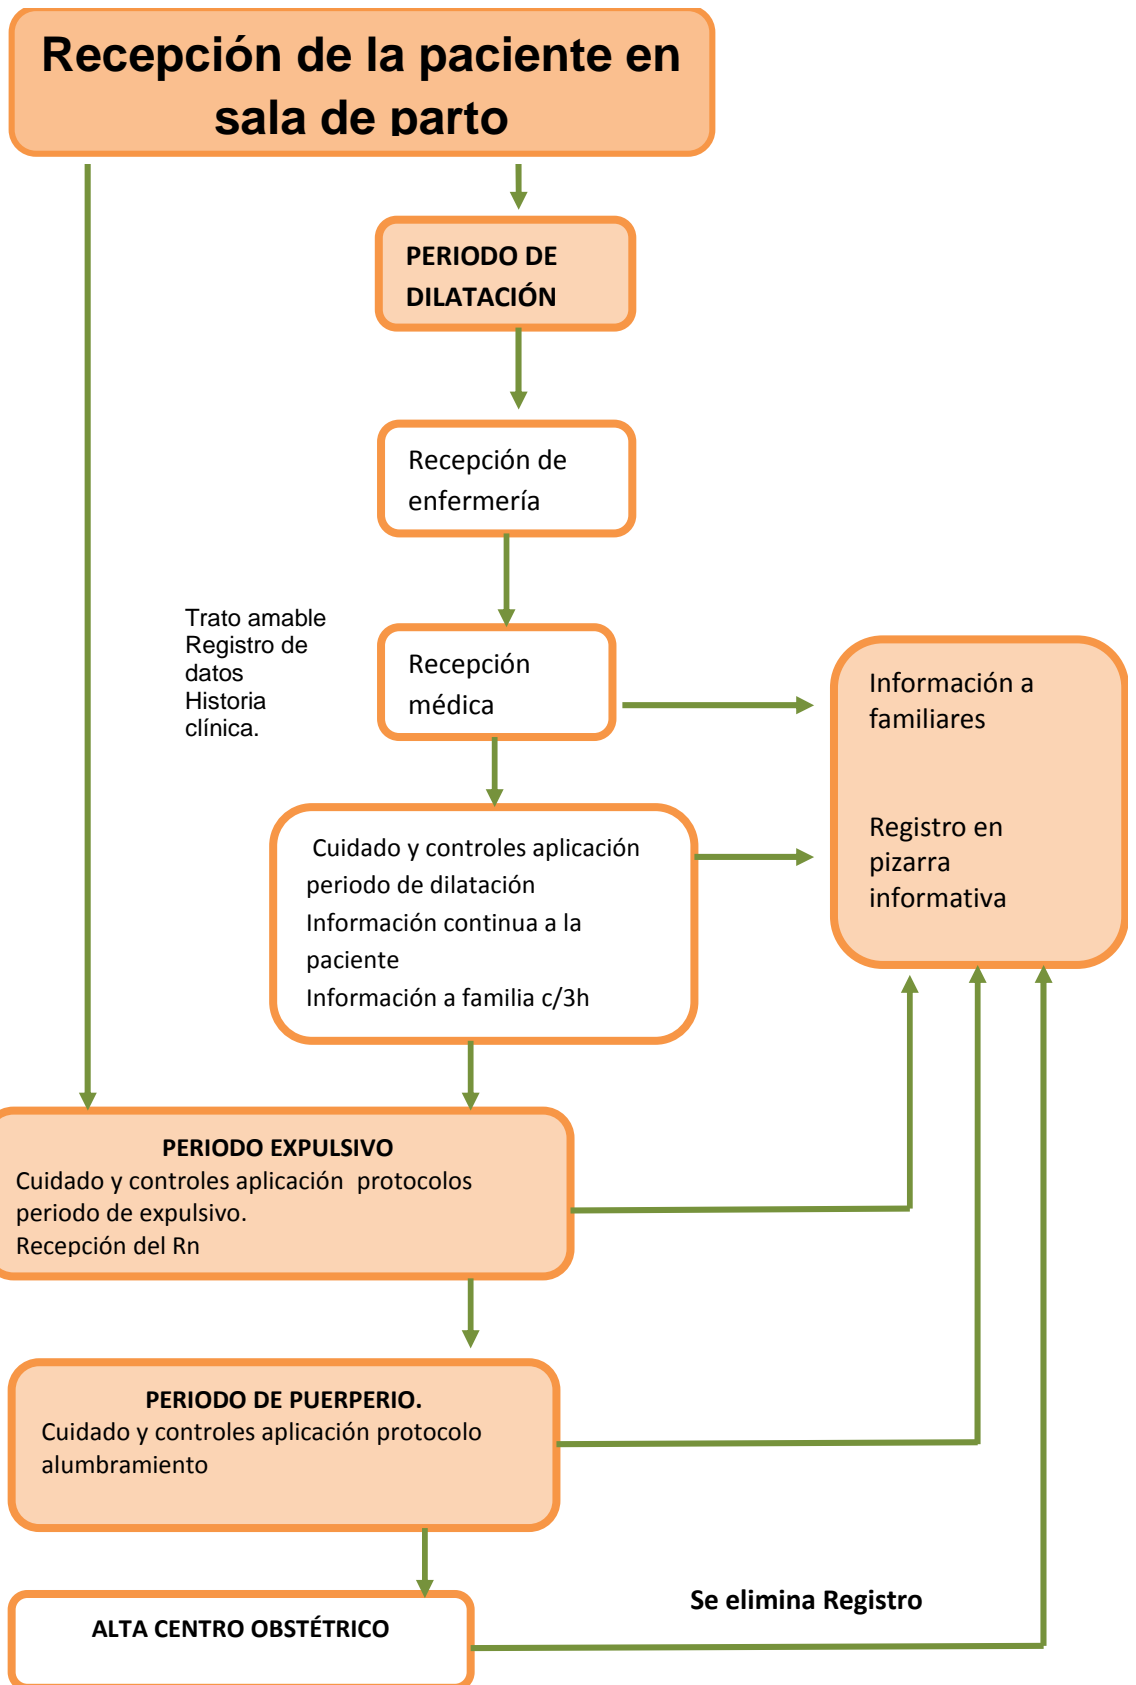 Recepción de la paciente en
sala de parto
PERIODO DE
DILATACIÓN
Recepción de
enfermería
Trato amable
Registro de
datos
Historia
clínica.
Recepción
médica
Información a
familiares
Registro en
pizarra
informativa
Cuidado y controles aplicación
periodo de dilatación
Información continua a la
paciente
Información a familia c/3h
PERIODO EXPULSIVO
Cuidado y controles aplicación  protocolos
periodo de expulsivo.
Recepción del Rn
PERIODO DE PUERPERIO.
Cuidado y controles aplicación protocolo
alumbramiento
Se elimina Registro
ALTA CENTRO OBSTÉTRICO